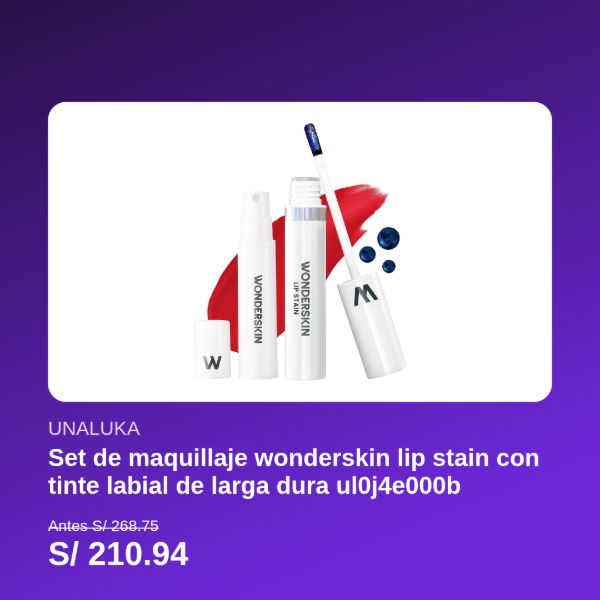 WONDERSKIN
WONDERSKIN
LIP STAIN
W
UNALUKA
Set de maquillaje wonderskin lip stain con
tinte labial de larga dura ul0j4e000b
Antes S/ 268.75
S/ 210.94